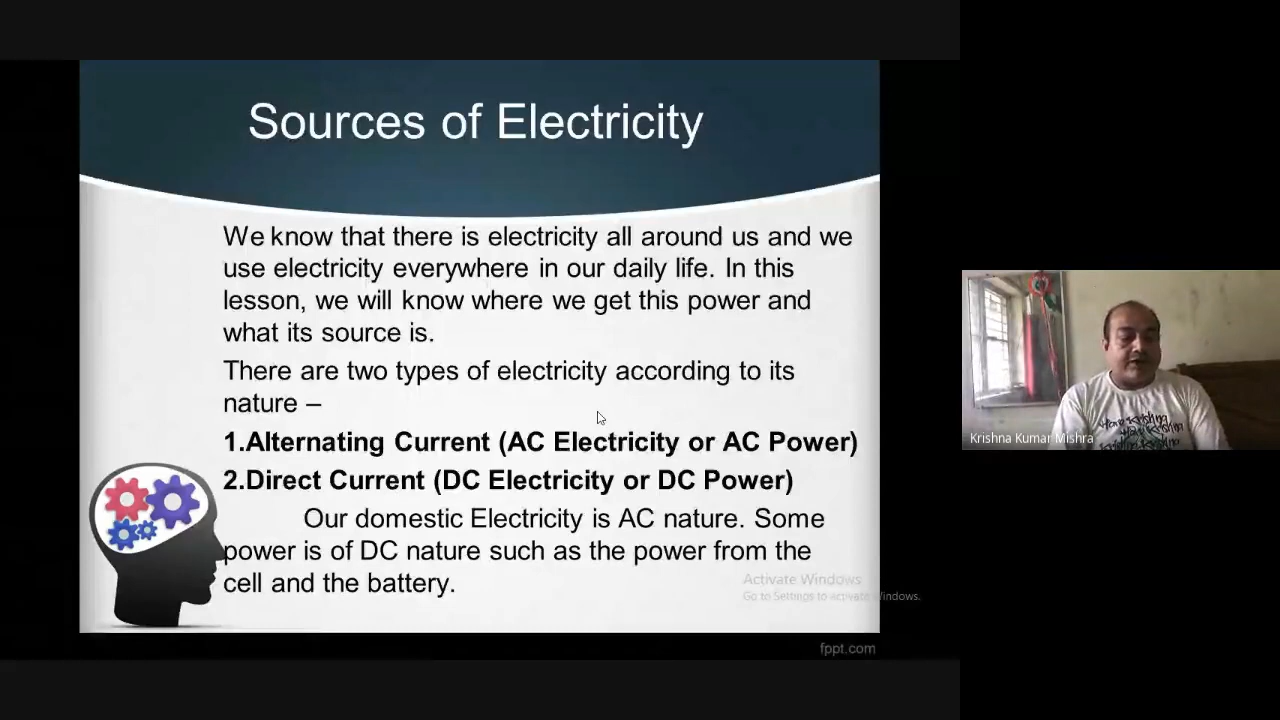 Sources of Electricity
We know that there is electricity all around us and we
use electricity everywhere in our daily life. In this
lesson, we will know where we get this power and
what its source is.
There are two types of electricity according to its
nature –
1.Alternating Current (AC Electricity or AC Power)
2.Direct Current (DC Electricity or DC Power)
Our domestic Electricity is AC nature. Some
power is of DC nature such as the power from the
cell and the battery.
Activate Windows
Go to Settings to activate Windows.
fppt.com
Krishna Kumar Mishra
Hare Krishna